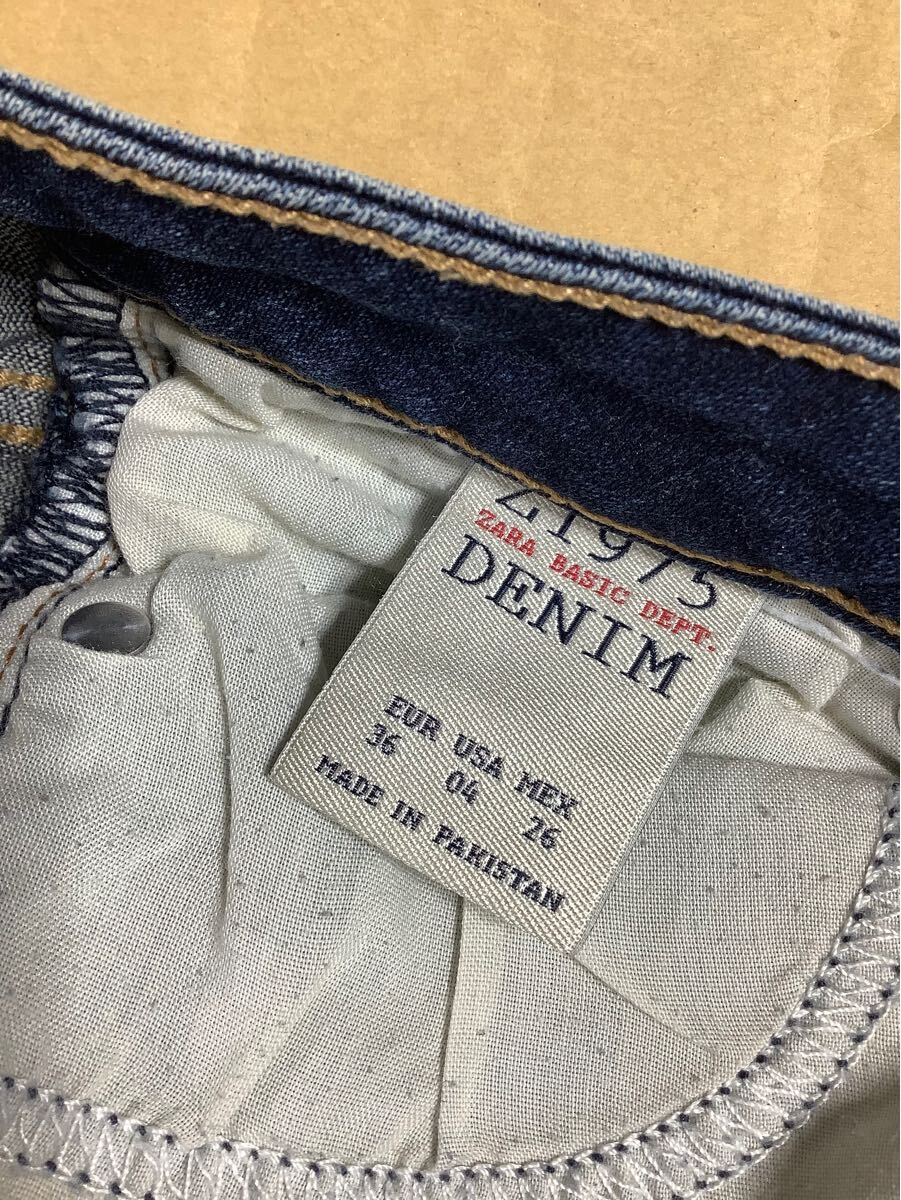 Z1975
ZARA BASIC DEPT.
DENIM
EUR USA MEX
36 04 26
MADE IN PAKISTAN